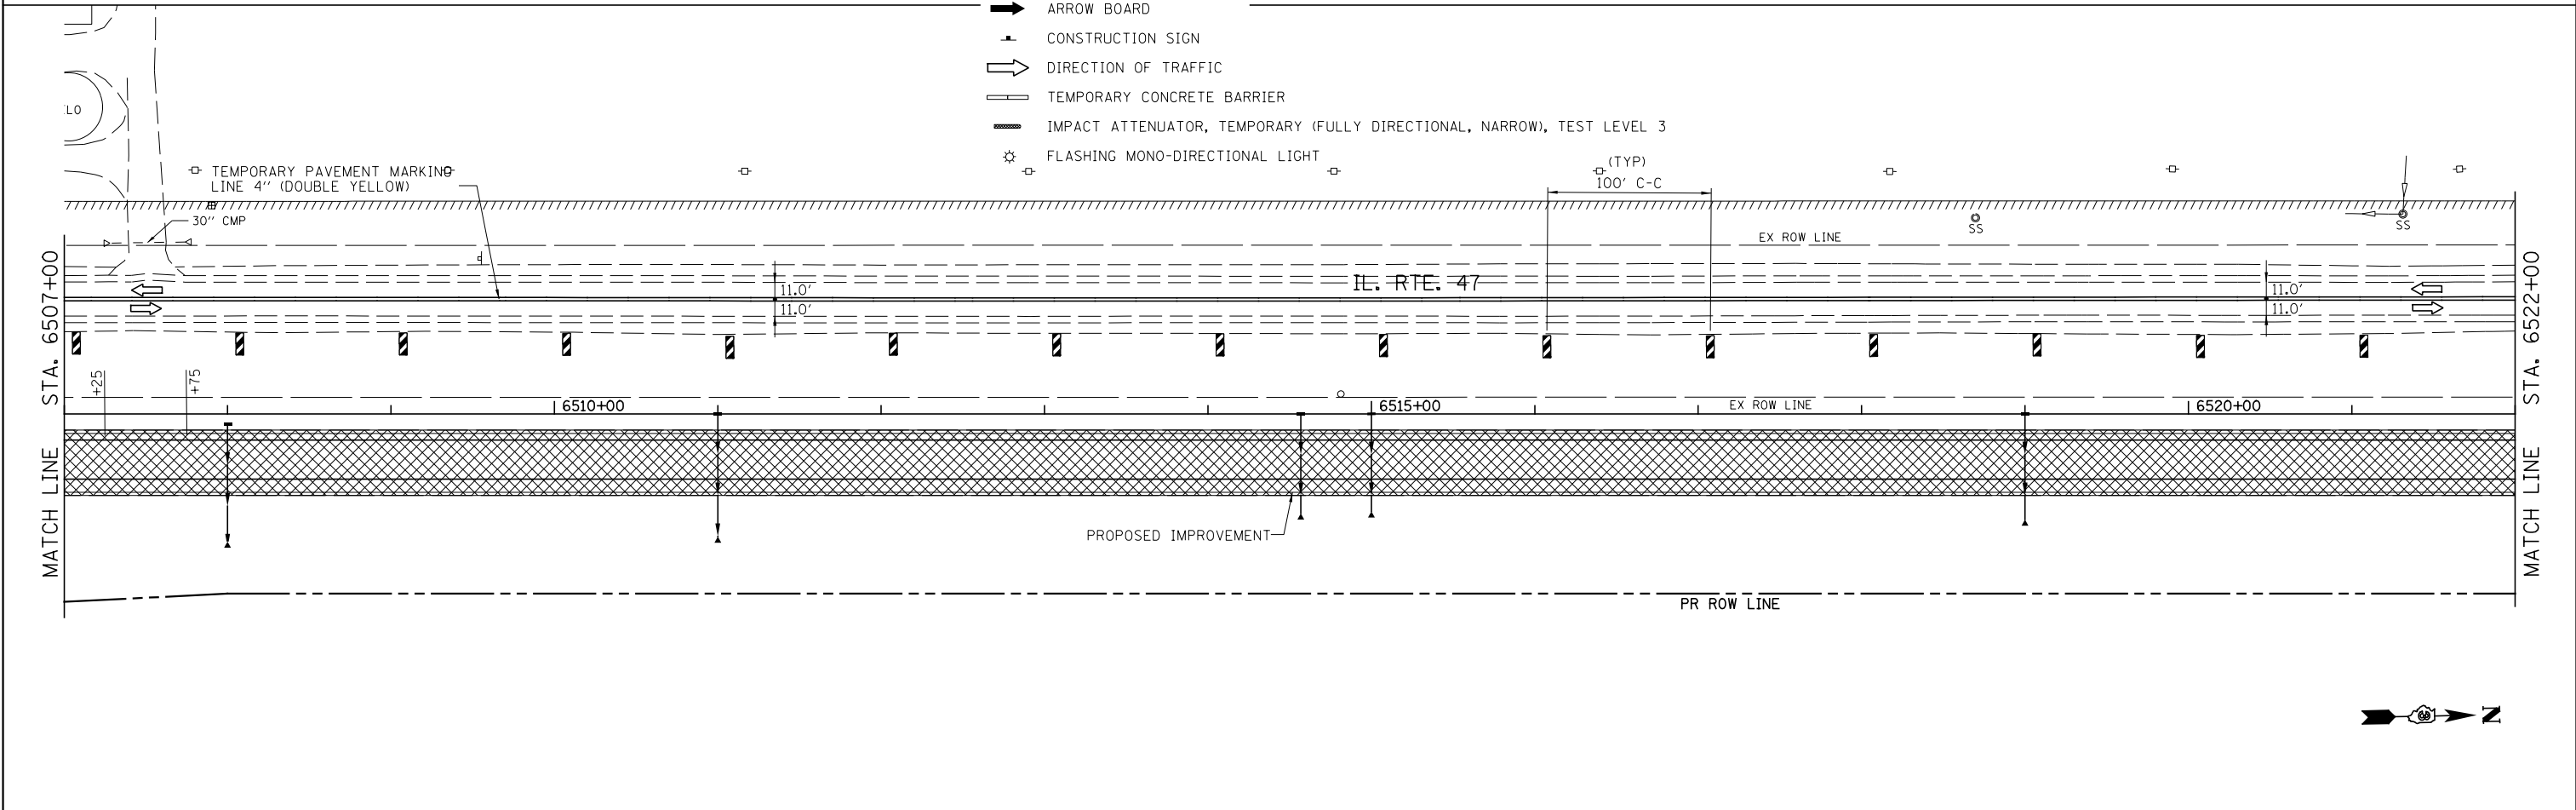 ARROW BOARD
CONSTRUCTION SIGN
DIRECTION OF TRAFFIC
TEMPORARY CONCRETE BARRIER
IMPACT ATTENUATOR, TEMPORARY (FULLY DIRECTIONAL, NARROW), TEST LEVEL 3
FLASHING MONO-DIRECTIONAL LIGHT
LO
TEMPORARY PAVEMENT MARKING
LINE 4" (DOUBLE YELLOW)
30" CMP
(TYP)
100' C-C
SS
SS
EX ROW LINE
IL. RTE. 47
11.0'
11.0'
11.0'
11.0'
MATCH LINE STA. 6507+00
MATCH LINE STA. 6522+00
+25
+75
6510+00
6515+00
EX ROW LINE
6520+00
PROPOSED IMPROVEMENT
PR ROW LINE
N